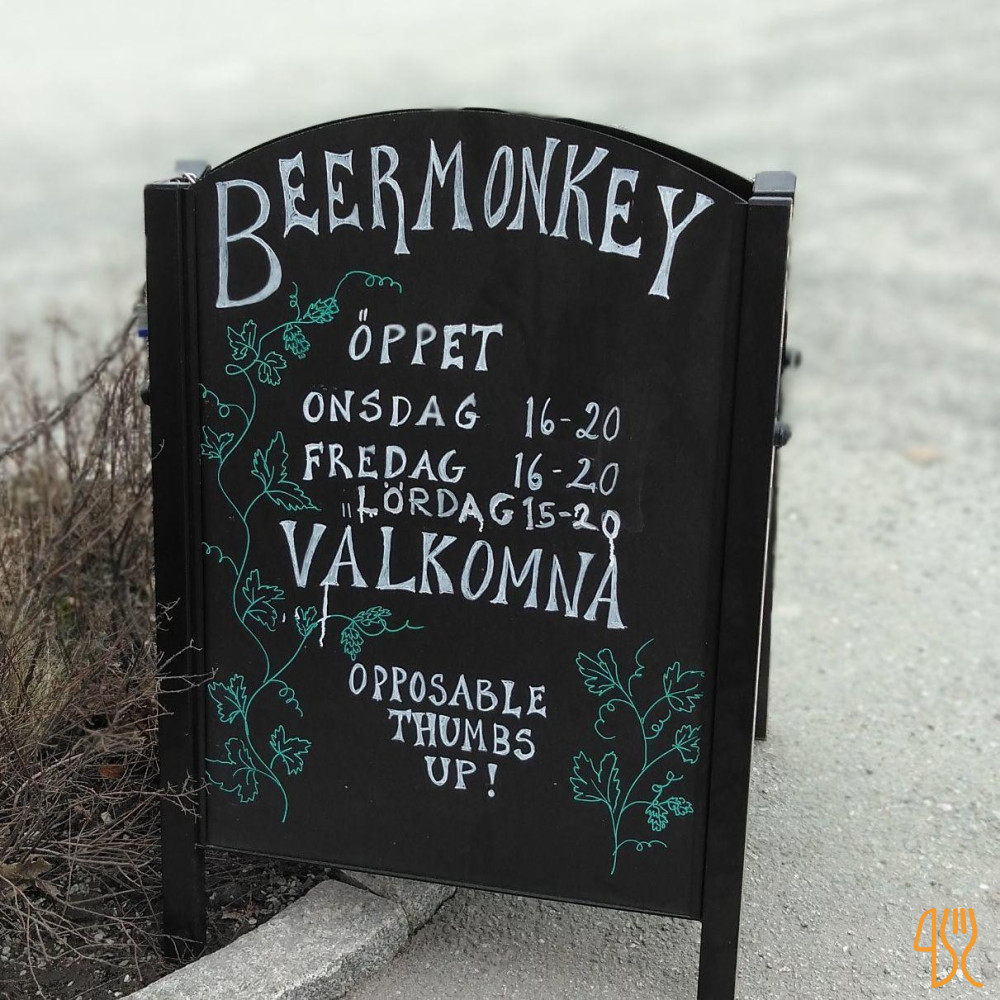 BEERMONKEY
ÖPPET
ONSDAG 16-20
FREDAG 16-20
LÖRDAG 15-20
VÄLKOMNA
OPPOSABLE
THUMBS
UP!